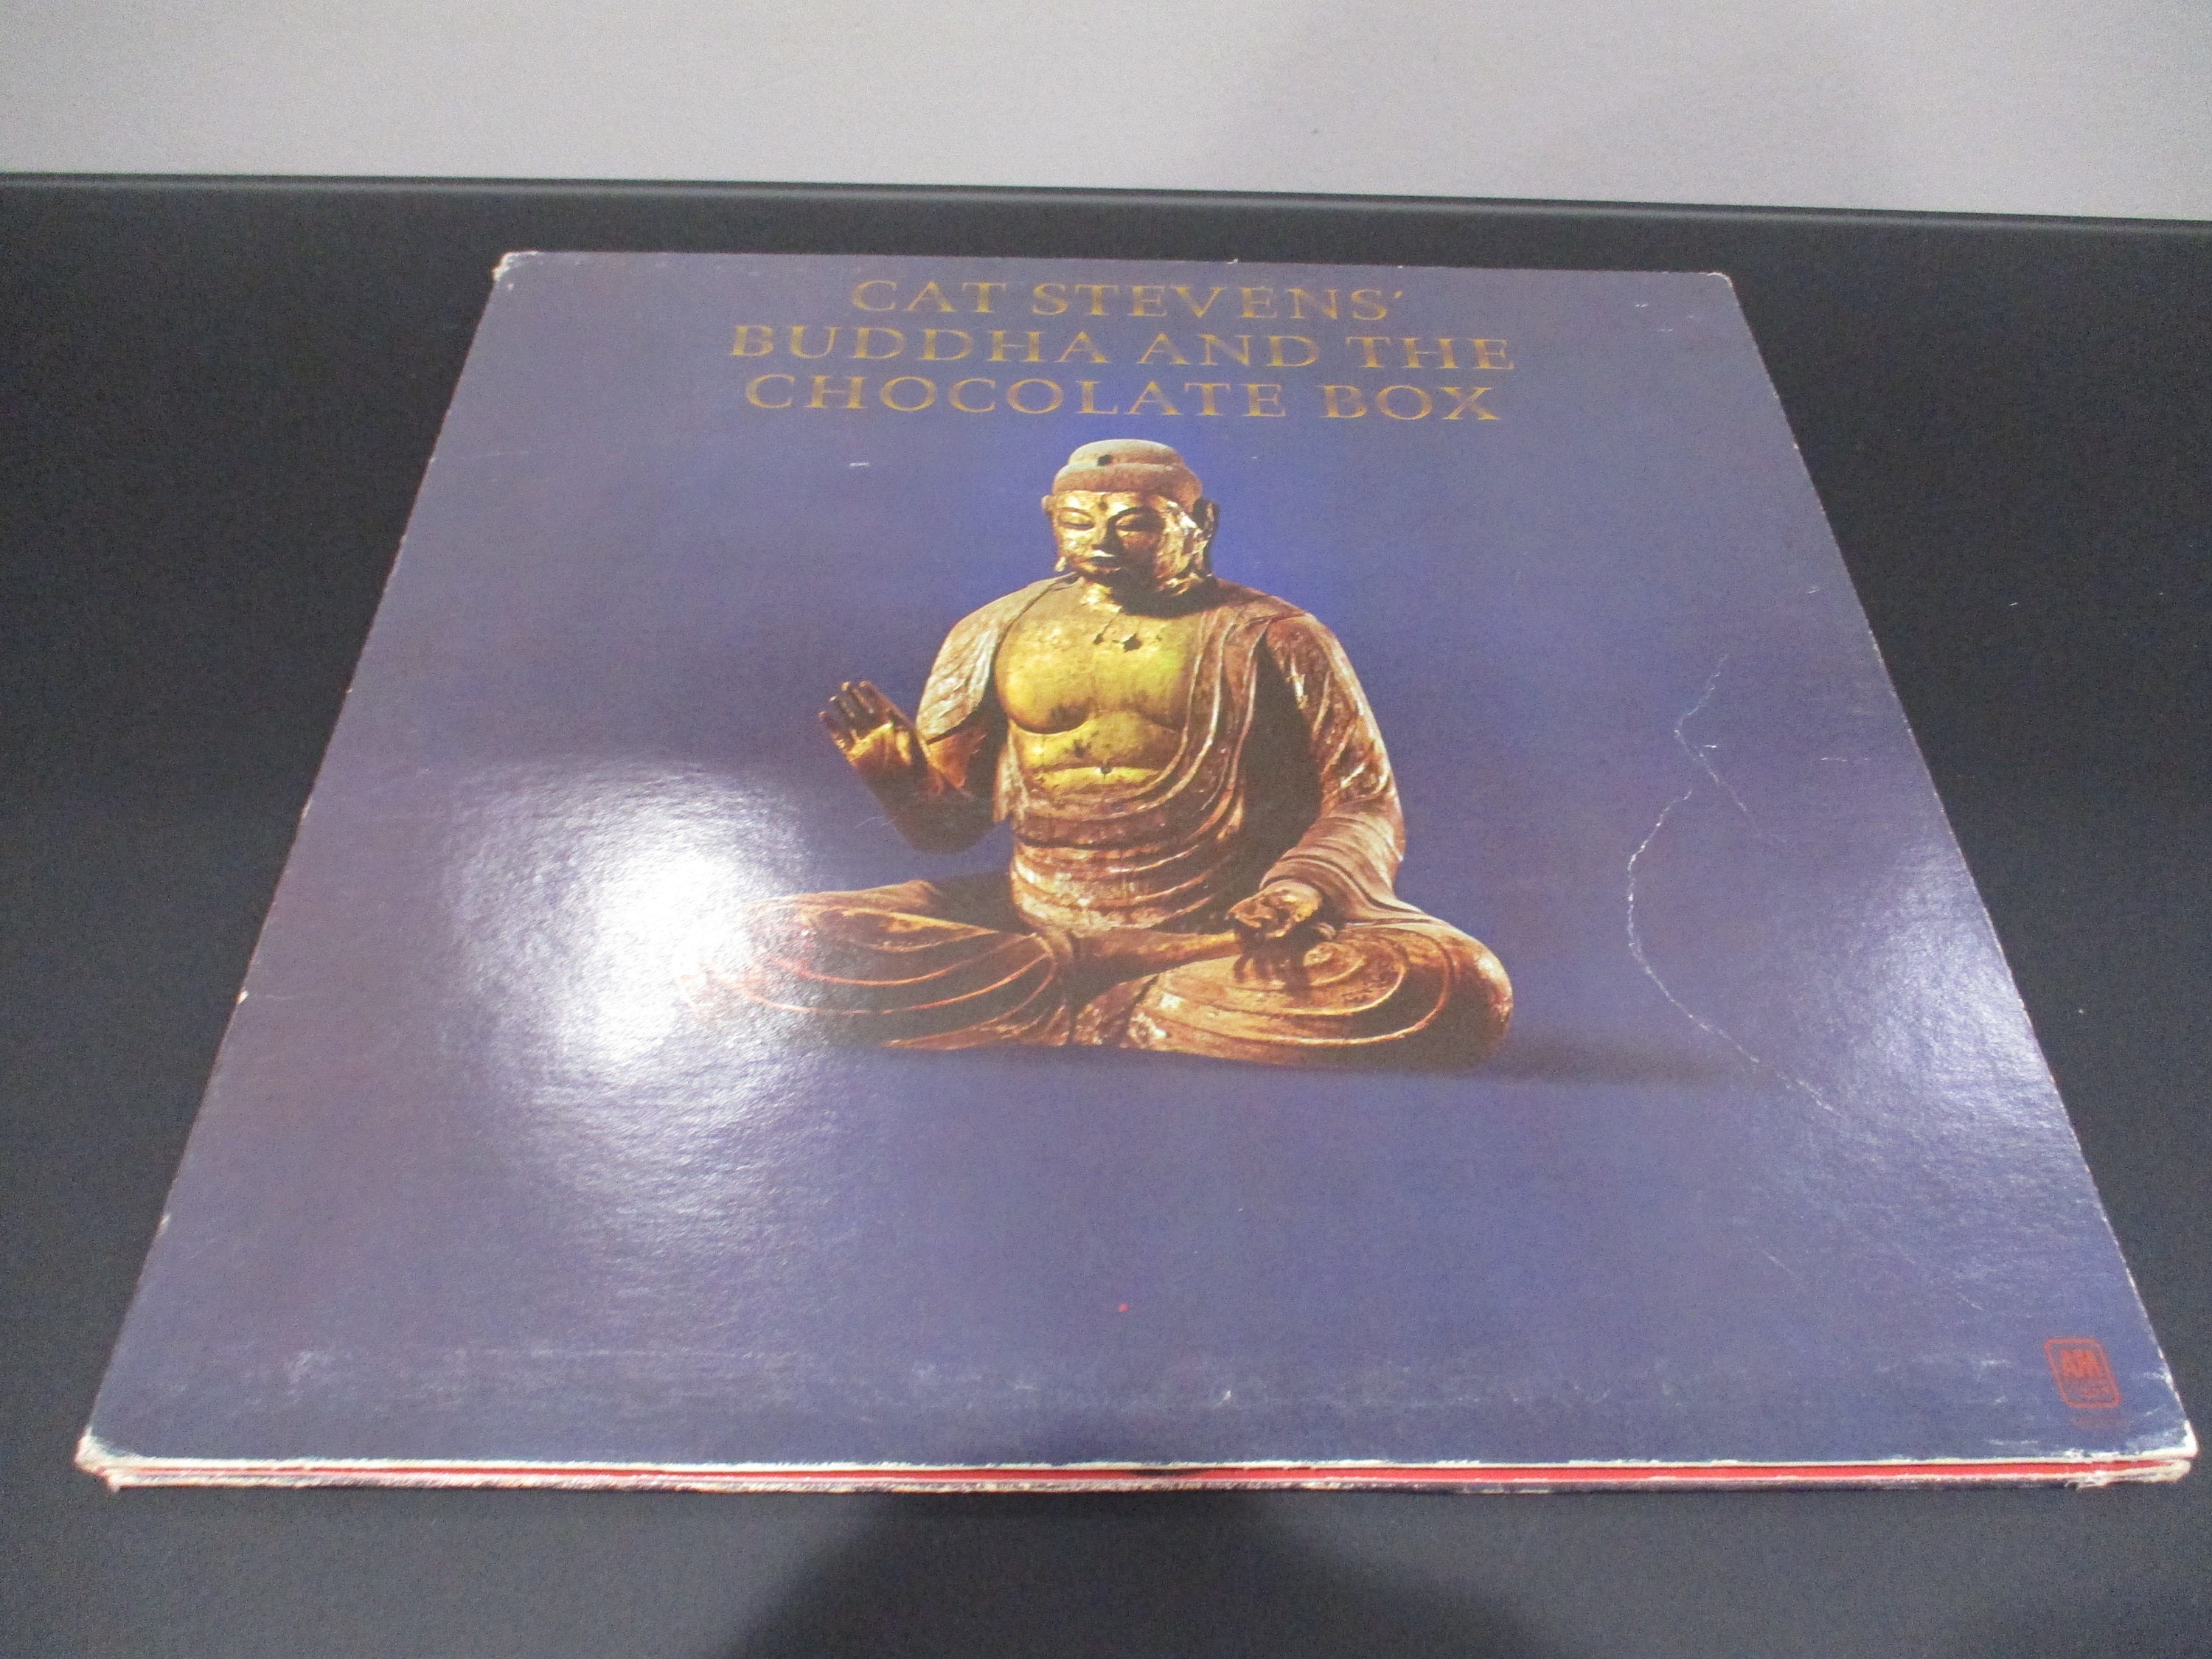 CAT STEVENS'
BUDDHA AND THE
CHOCOLATE BOX
A&M